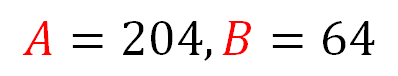 A = 204, B = 64